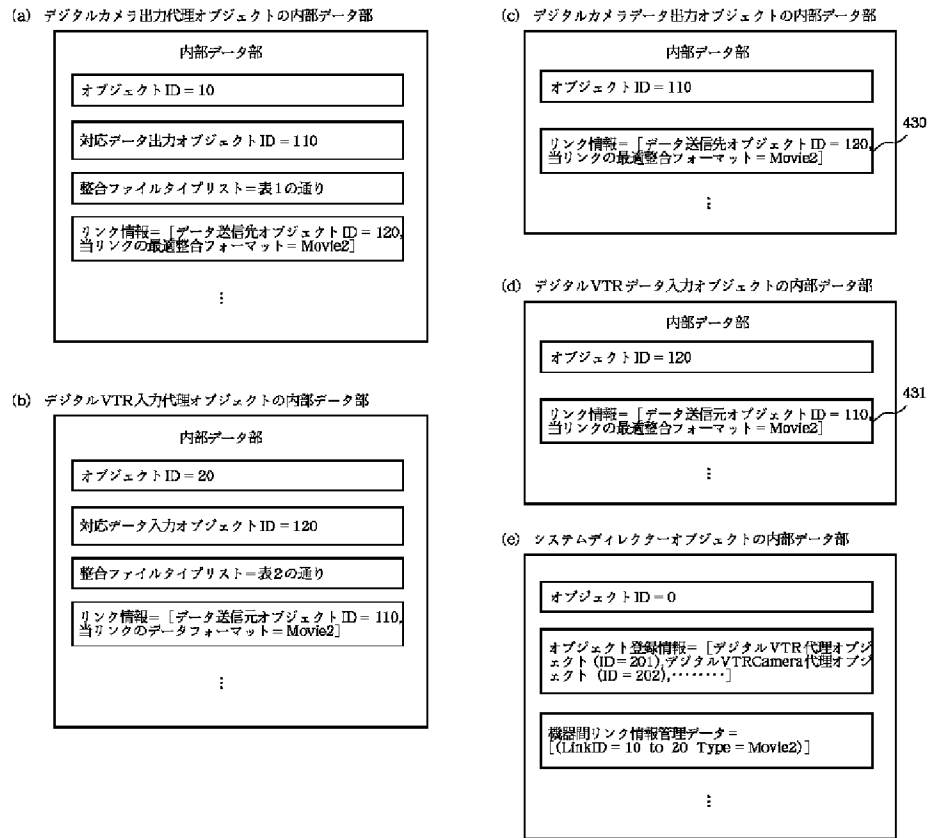 (a) デジタルカメラ出力代理オブジェクトの内部データ部
内部データ部
オブジェクトID = 10
対応データ出力オブジェクトID = 110
整合ファイルタイプリスト=表1の通り
リンク情報= [データ送信先オブジェクトID = 120,
当リンクの最適整合フォーマット = Movie2]
⋮
(b) デジタルVTR入力代理オブジェクトの内部データ部
内部データ部
オブジェクトID = 20
対応データ入力オブジェクトID = 120
整合ファイルタイプリスト=表2の通り
リンク情報= [データ送信元オブジェクトID = 110,
当リンクのデータフォーマット = Movie2]
⋮
(c) デジタルカメラデータ出力オブジェクトの内部データ部
内部データ部
オブジェクトID = 110
430
リンク情報= [データ送信先オブジェクトID = 120,
当リンクの最適整合フォーマット = Movie2]
⋮
(d) デジタルVTRデータ入力オブジェクトの内部データ部
内部データ部
オブジェクトID = 120
431
リンク情報= [データ送信元オブジェクトID = 110,
当リンクの最適整合フォーマット = Movie2]
⋮
(e) システムディレクターオブジェクトの内部データ部
オブジェクトID = 0
オブジェクト登録情報= [デジタルVTR代理オブジ
ェクト (ID = 201),デジタルVTRCamera代理オブジ
ェクト (ID = 202),········]
機器間リンク情報管理データ=
[(LinkID = 10 to 20 Type = Movie2)]
⋮